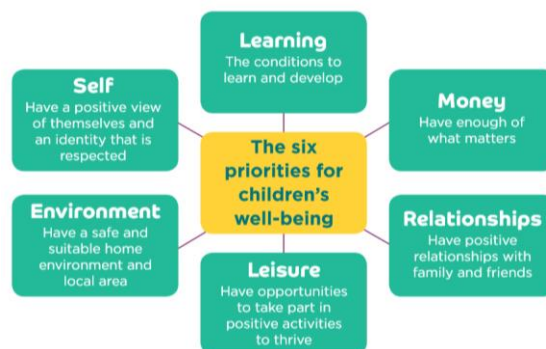 Learning
The conditions to
learn and develop
Self
Have a positive view
of themselves and
an identity that is
respected
Money
Have enough of
what matters
The six
priorities for
children's
well-being
Environment
Have a safe and
suitable home
environment and
local area
Relationships
Have positive
relationships with
family and friends
Leisure
Have opportunities
to take part in
positive activities
to thrive